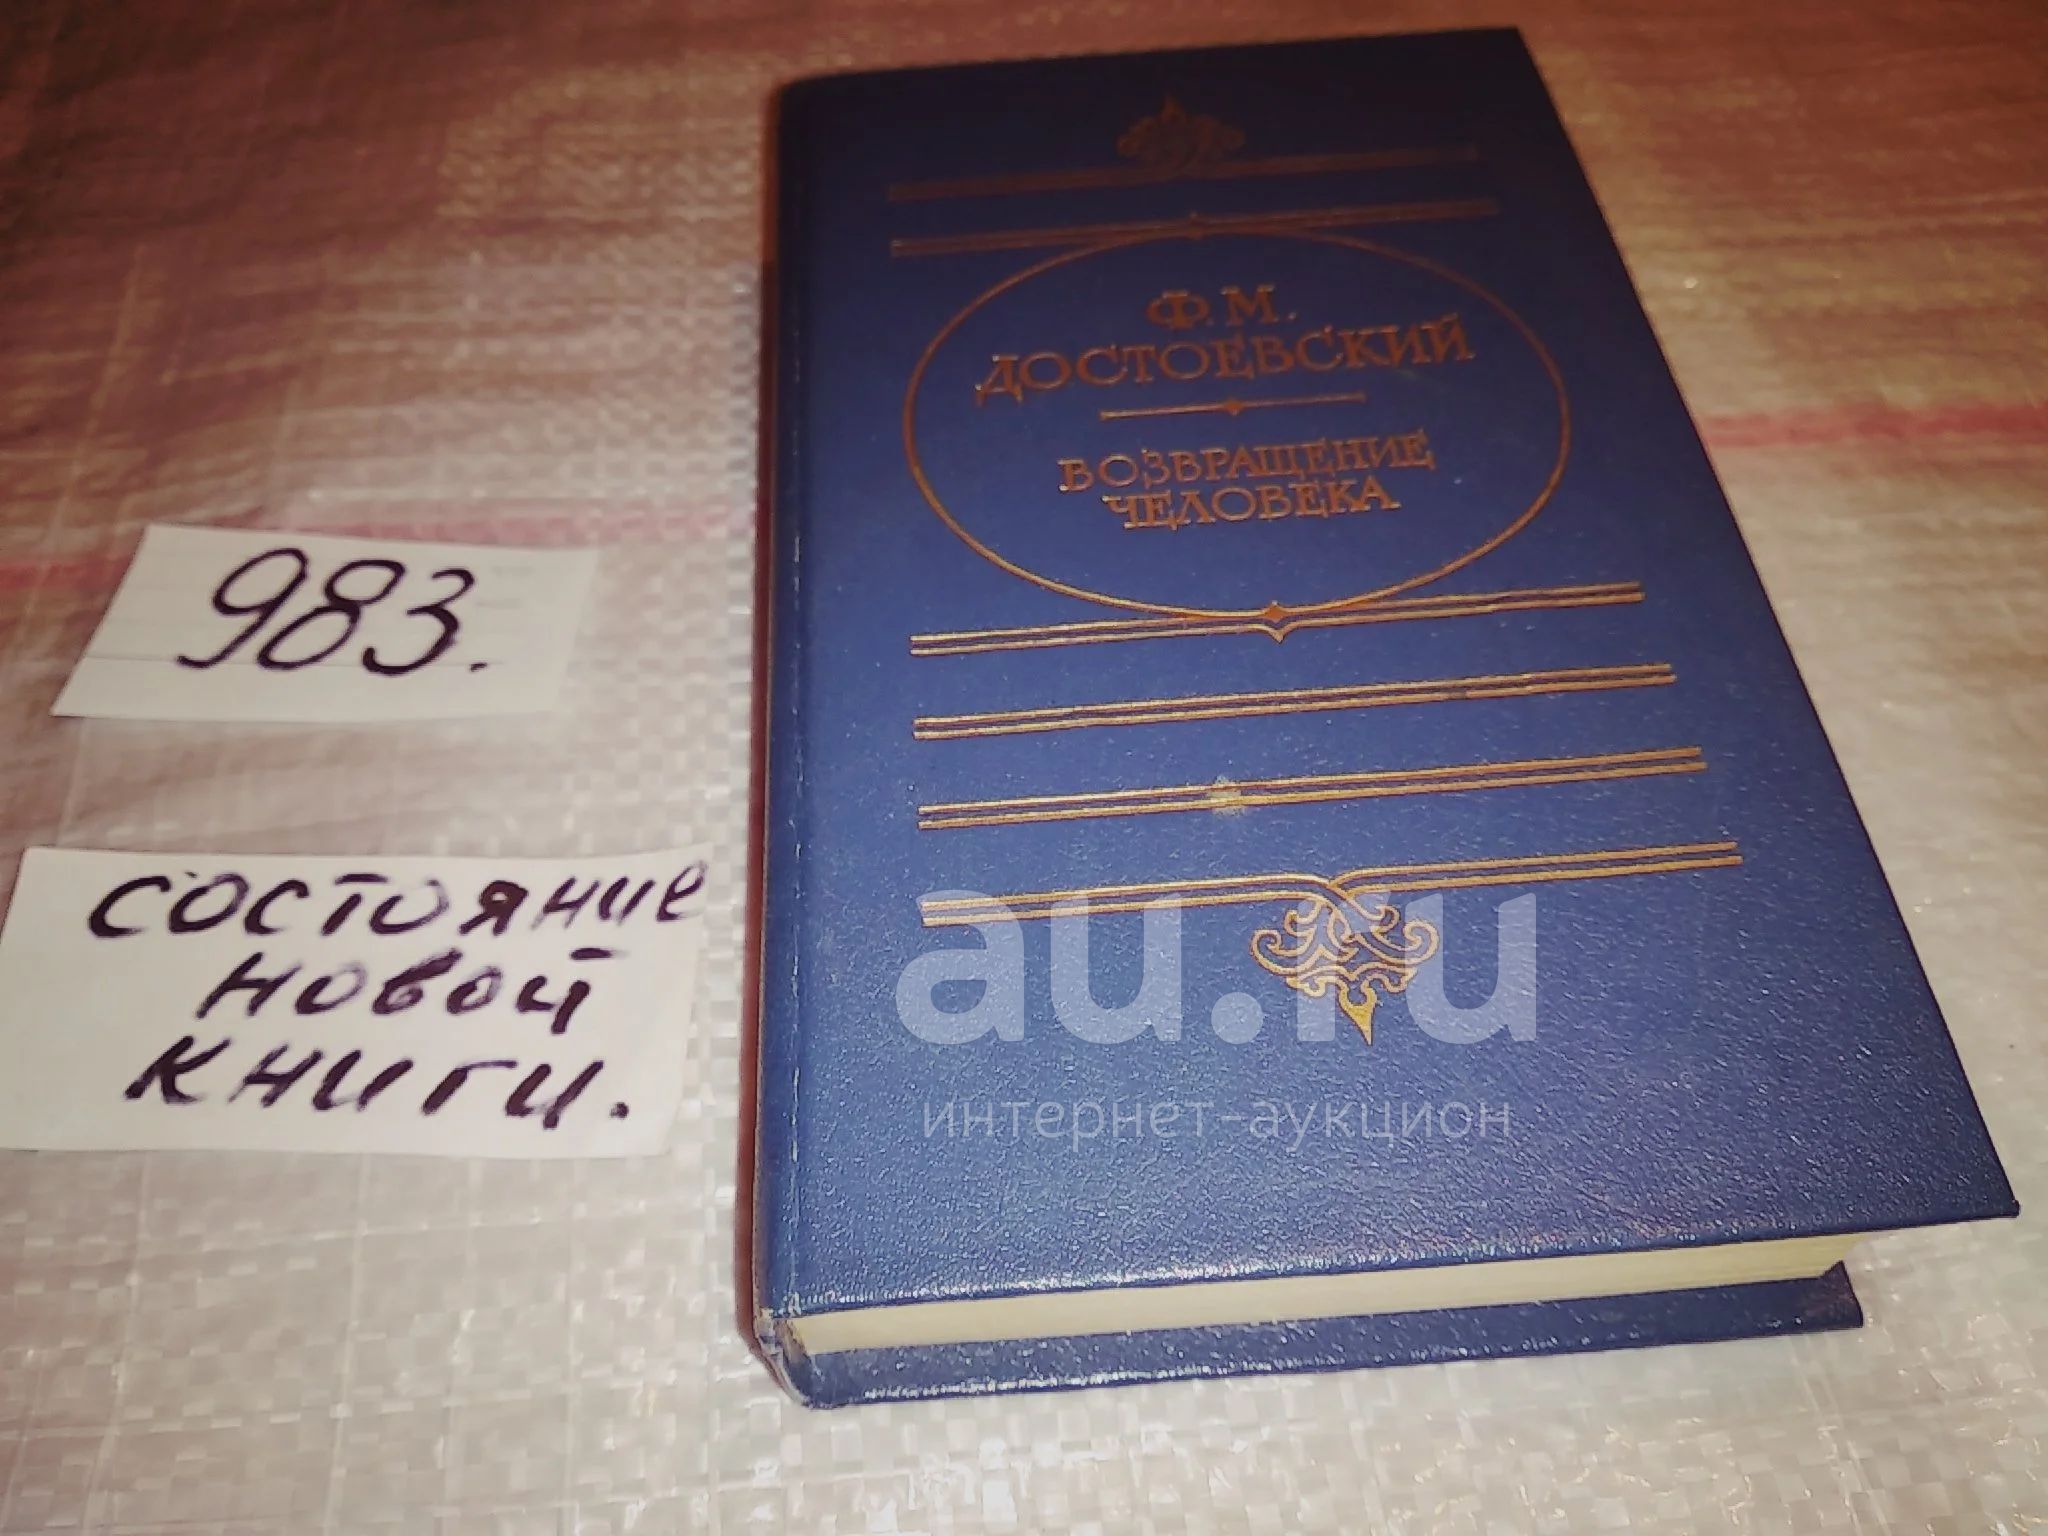 Ф. М.
ДОСТОЕВСКИЙ
ВОЗВРАЩЕНИЕ
ЧЕЛОВЕКА
983.
состояние
новой
книги.
au.ru
интернет-аукцион